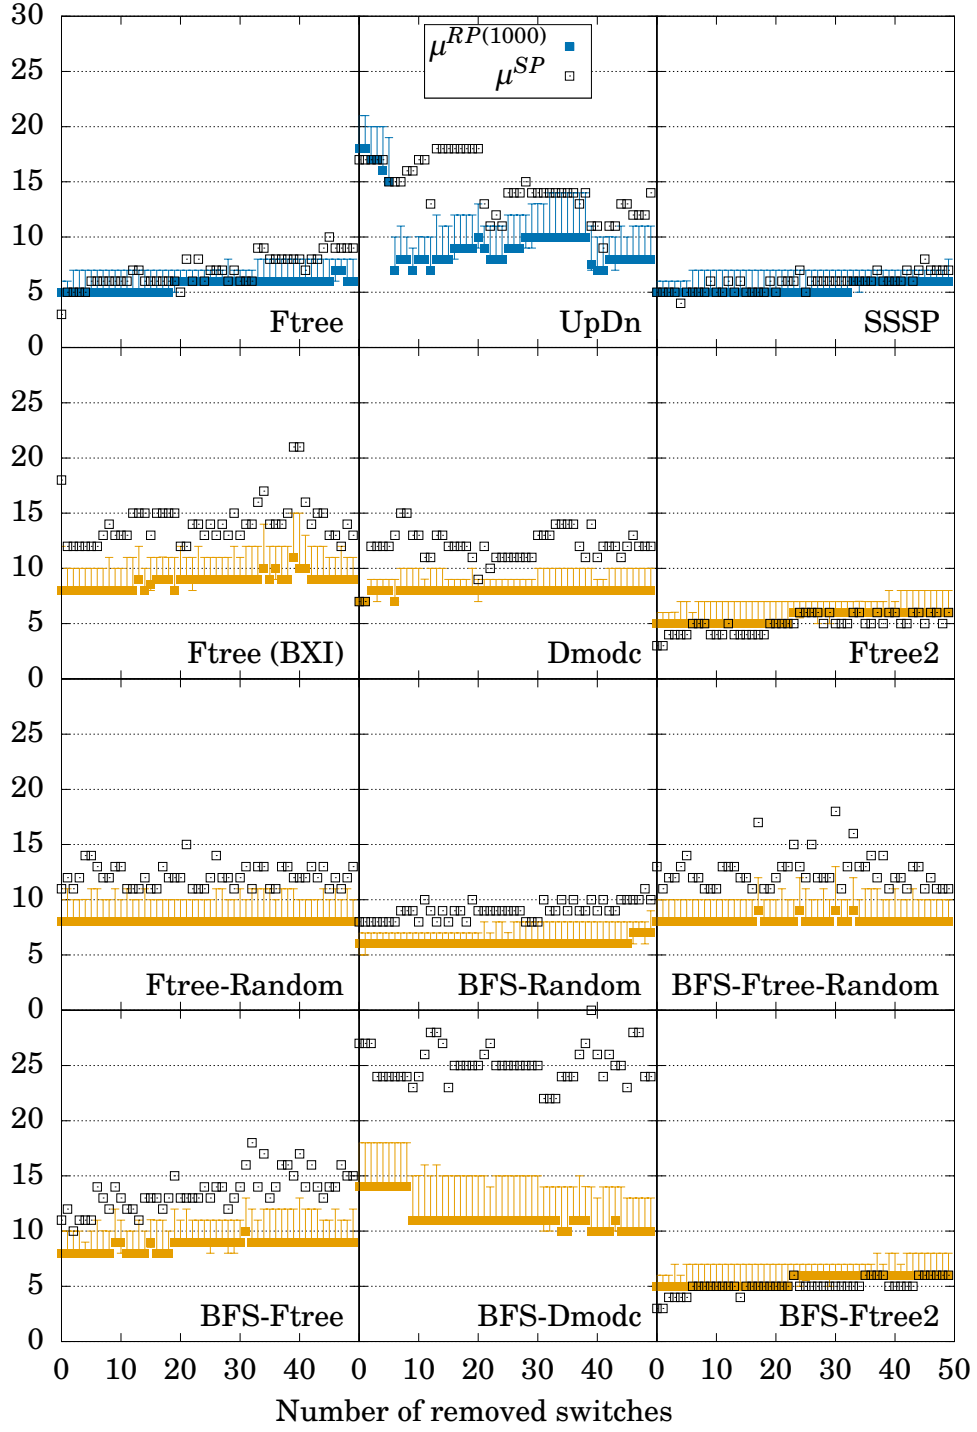 30
25
20
15
10
5
0
μ^RP(1000)
μ^SP
Ftree
UpDn
SSSP
25
20
15
10
5
0
Ftree (BXI)
Dmodc
Ftree2
25
20
15
10
5
0
Ftree-Random
BFS-Random
BFS-Ftree-Random
25
20
15
10
5
0
BFS-Ftree
BFS-Dmodc
BFS-Ftree2
0 10 20 30 40 0 10 20 30 40 0 10 20 30 40 50
Number of removed switches